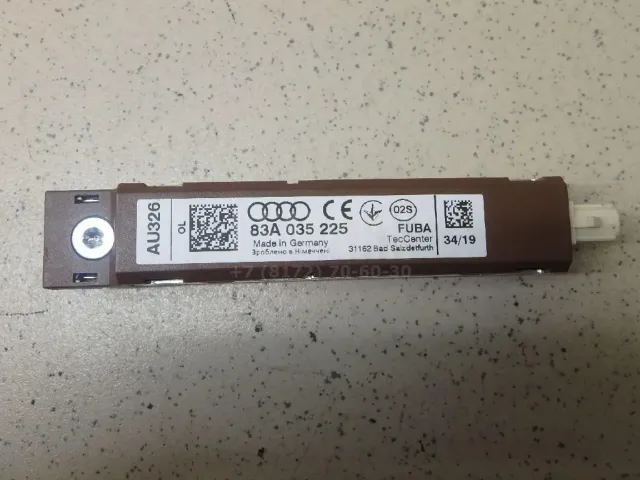 AU326
OL
CE
02S
83A 035 225
FUBA
Made in Germany
TecCenter
Зроблено в Німеччині
31162 Bad Salzdetfurth
34/19
+7 (8172) 70-60-30